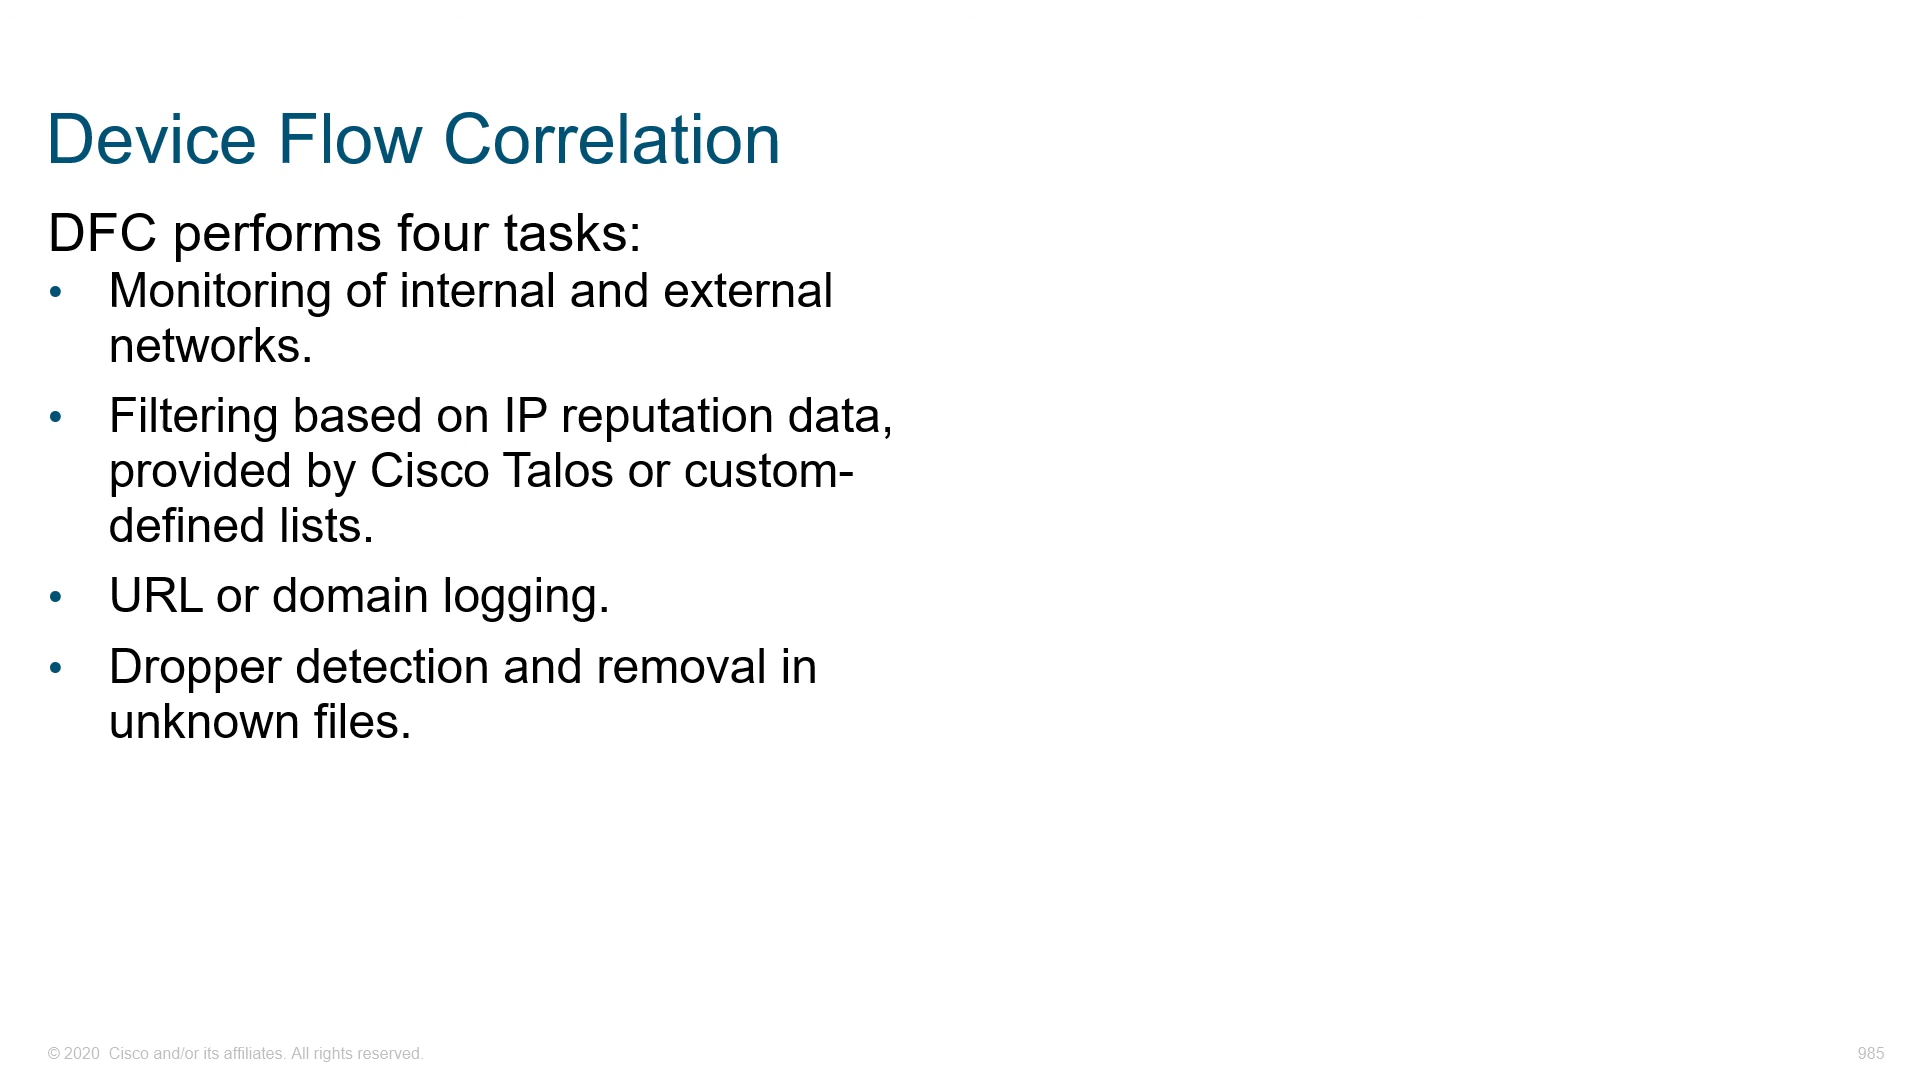 Device Flow Correlation
DFC performs four tasks:
• Monitoring of internal and external
networks.
• Filtering based on IP reputation data,
provided by Cisco Talos or custom-
defined lists.
• URL or domain logging.
• Dropper detection and removal in
unknown files.
© 2020 Cisco and/or its affiliates. All rights reserved.
985